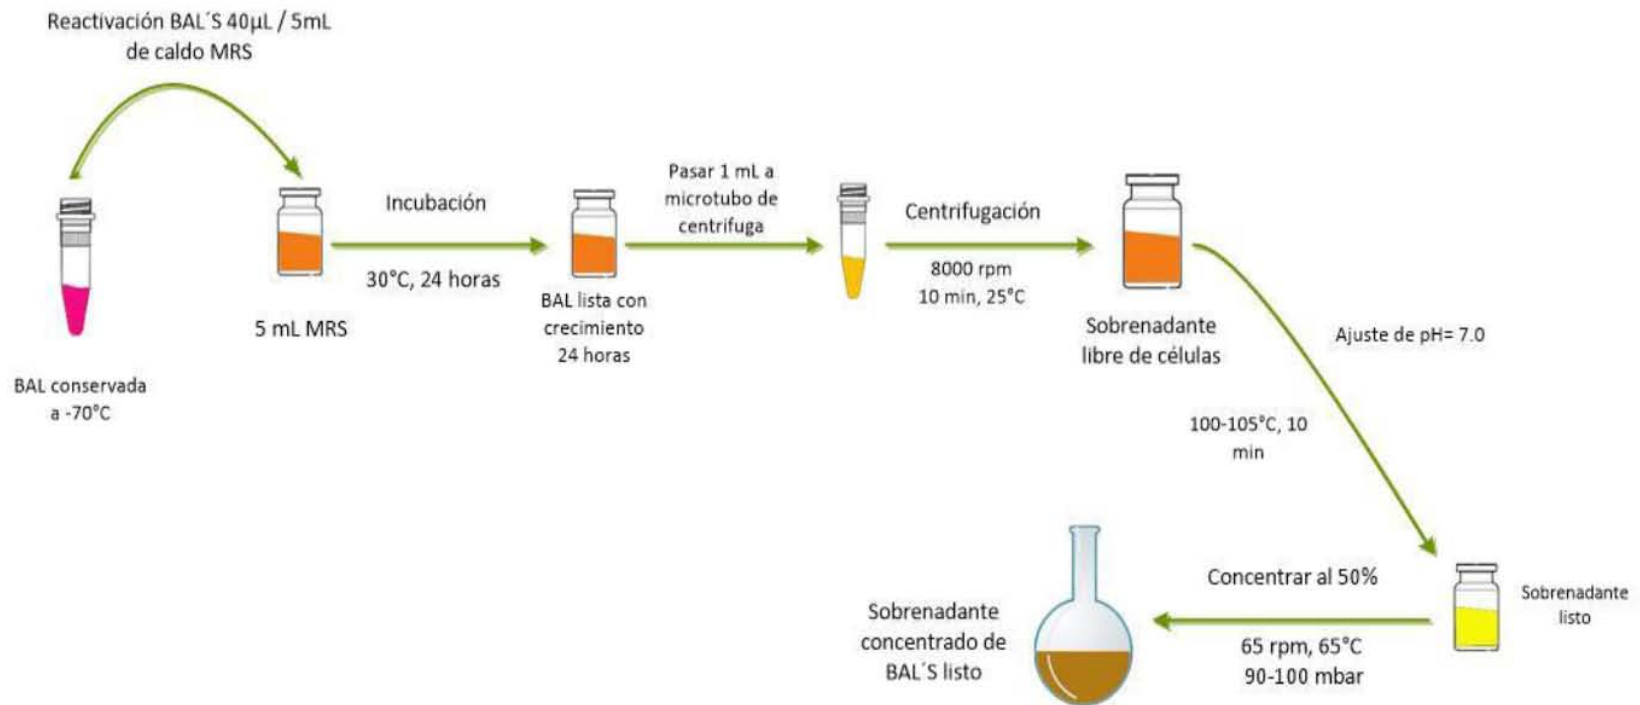 Reactivación BAL´S 40µL / 5mL
de caldo MRS
BAL conservada
a -70°C
5 mL MRS
Incubación
30°C, 24 horas
BAL lista con
crecimiento
24 horas
Pasar 1 mL a
microtubo de
centrifuga
Centrifugación
8000 rpm
10 min, 25°C
Sobrenadante
libre de células
Ajuste de pH= 7.0
100-105°C, 10
min
Sobrenadante
listo
Concentrar al 50%
65 rpm, 65°C
90-100 mbar
Sobrenadante
concentrado de
BAL´S listo